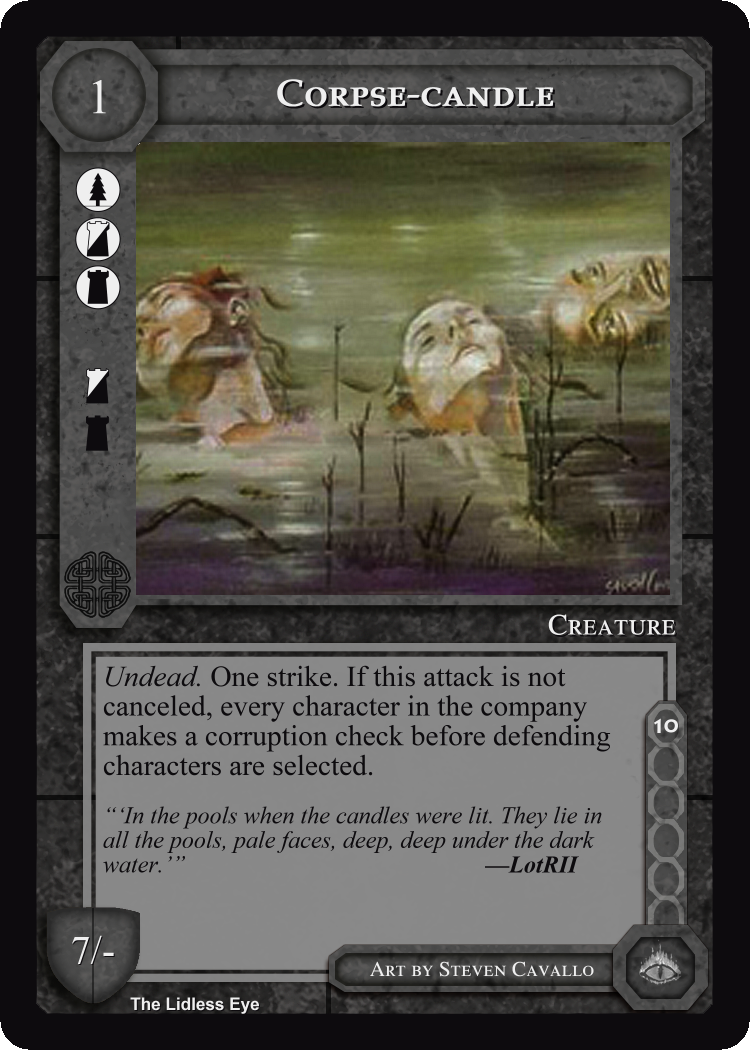 1
Corpse-candle
Creature
Undead. One strike. If this attack is not
canceled, every character in the company
makes a corruption check before defending
characters are selected.
10
“‘In the pools when the candles were lit. They lie in
all the pools, pale faces, deep, deep under the dark
water.’” —LotRII
7/-
Art by Steven Cavallo
The Lidless Eye